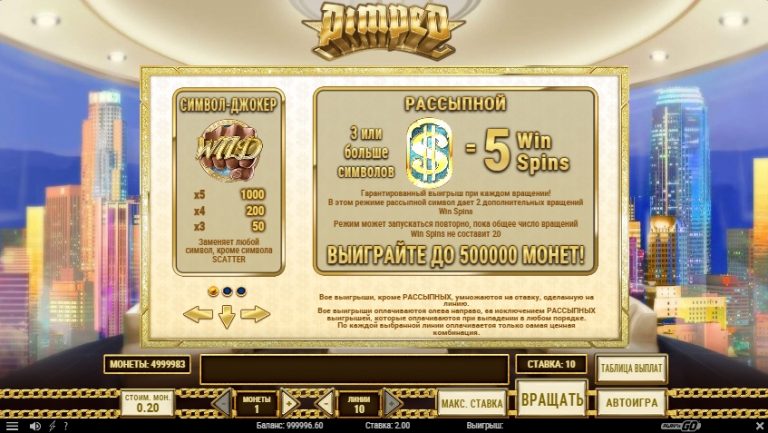 PIMPED
СИМВОЛ-ДЖОКЕР
WILD
x5 1000
x4 200
x3 50
Заменяет любой
символ, кроме символа
SCATTER
РАССЫПНОЙ
3 или
больше
символов
$
= 5 Win
Spins
Гарантированный выигрыш при каждом вращении!
В этом режиме рассыпной символ дает 2 дополнительных вращений
Win Spins
Режим может запускаться повторно, пока общее число вращений
Win Spins не составит 20
ВЫИГРАЙТЕ ДО 500000 МОНЕТ!
Все выигрыши, кроме РАССЫПНЫХ, умножаются на ставку, сделанную на
линию.
Все выигрыши оплачиваются слева направо, за исключением РАССЫПНЫХ
выигрышей, которые оплачиваются при выпадении в любом порядке.
По каждой выбранной линии оплачивается только самая ценная
комбинация.
МОНЕТЫ: 4999983
СТАВКА: 10
ТАБЛИЦА ВЫПЛАТ
СТОИМ. МОН.
0.20
- МОНЕТЫ +
1
- ЛИНИИ +
10
МАКС. СТАВКА
ВРАЩАТЬ
АВТОИГРА
? Баланс: 999996.60 Ставка: 2.00 Выигрыш: PLAY'N GO